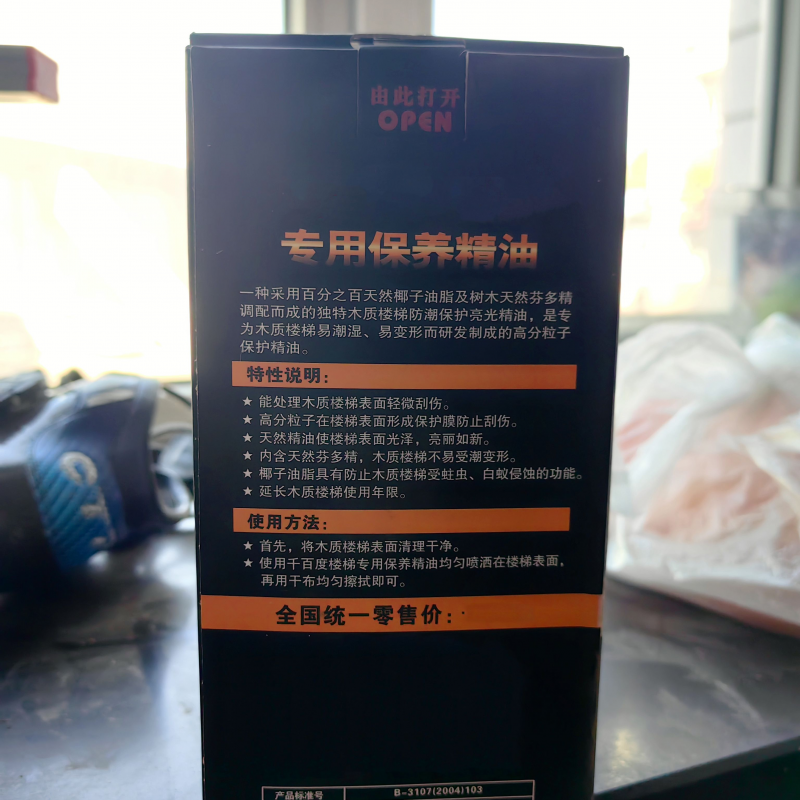 由此打开
OPEN
专用保养精油
一种采用百分之百天然椰子油脂及树木天然芬多精
调配而成的独特木质楼梯防潮保护亮光精油，是专
为木质楼梯易潮湿、易变形而研发制成的高分粒子
保护精油。
特性说明：
★ 能处理木质楼梯表面轻微刮伤。
★ 高分粒子在楼梯表面形成保护膜防止刮伤。
★ 天然精油使楼梯表面光泽，亮丽如新。
★ 内含天然芬多精，木质楼梯不易受潮变形。
★ 椰子油脂具有防止木质楼梯受蛀虫、白蚁侵蚀的功能。
★ 延长木质楼梯使用年限。
使用方法：
★ 首先，将木质楼梯表面清理干净。
★ 使用千百度楼梯专用保养精油均匀喷洒在楼梯表面，
再用干布均匀擦拭即可。
全国统一零售价：
产品标准号 B-3107(2004)103